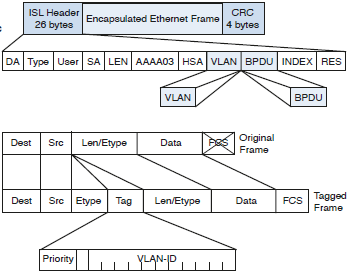 ISL Header
26 bytes
Encapsulated Ethernet Frame
CRC
4 bytes
DA Type User SA LEN AAAA03 HSA VLAN BPDU INDEX RES
VLAN BPDU
Dest Src Len/Etype Data FCS
Original
Frame
Dest Src Etype Tag Len/Etype Data FCS
Tagged
Frame
Priority VLAN-ID